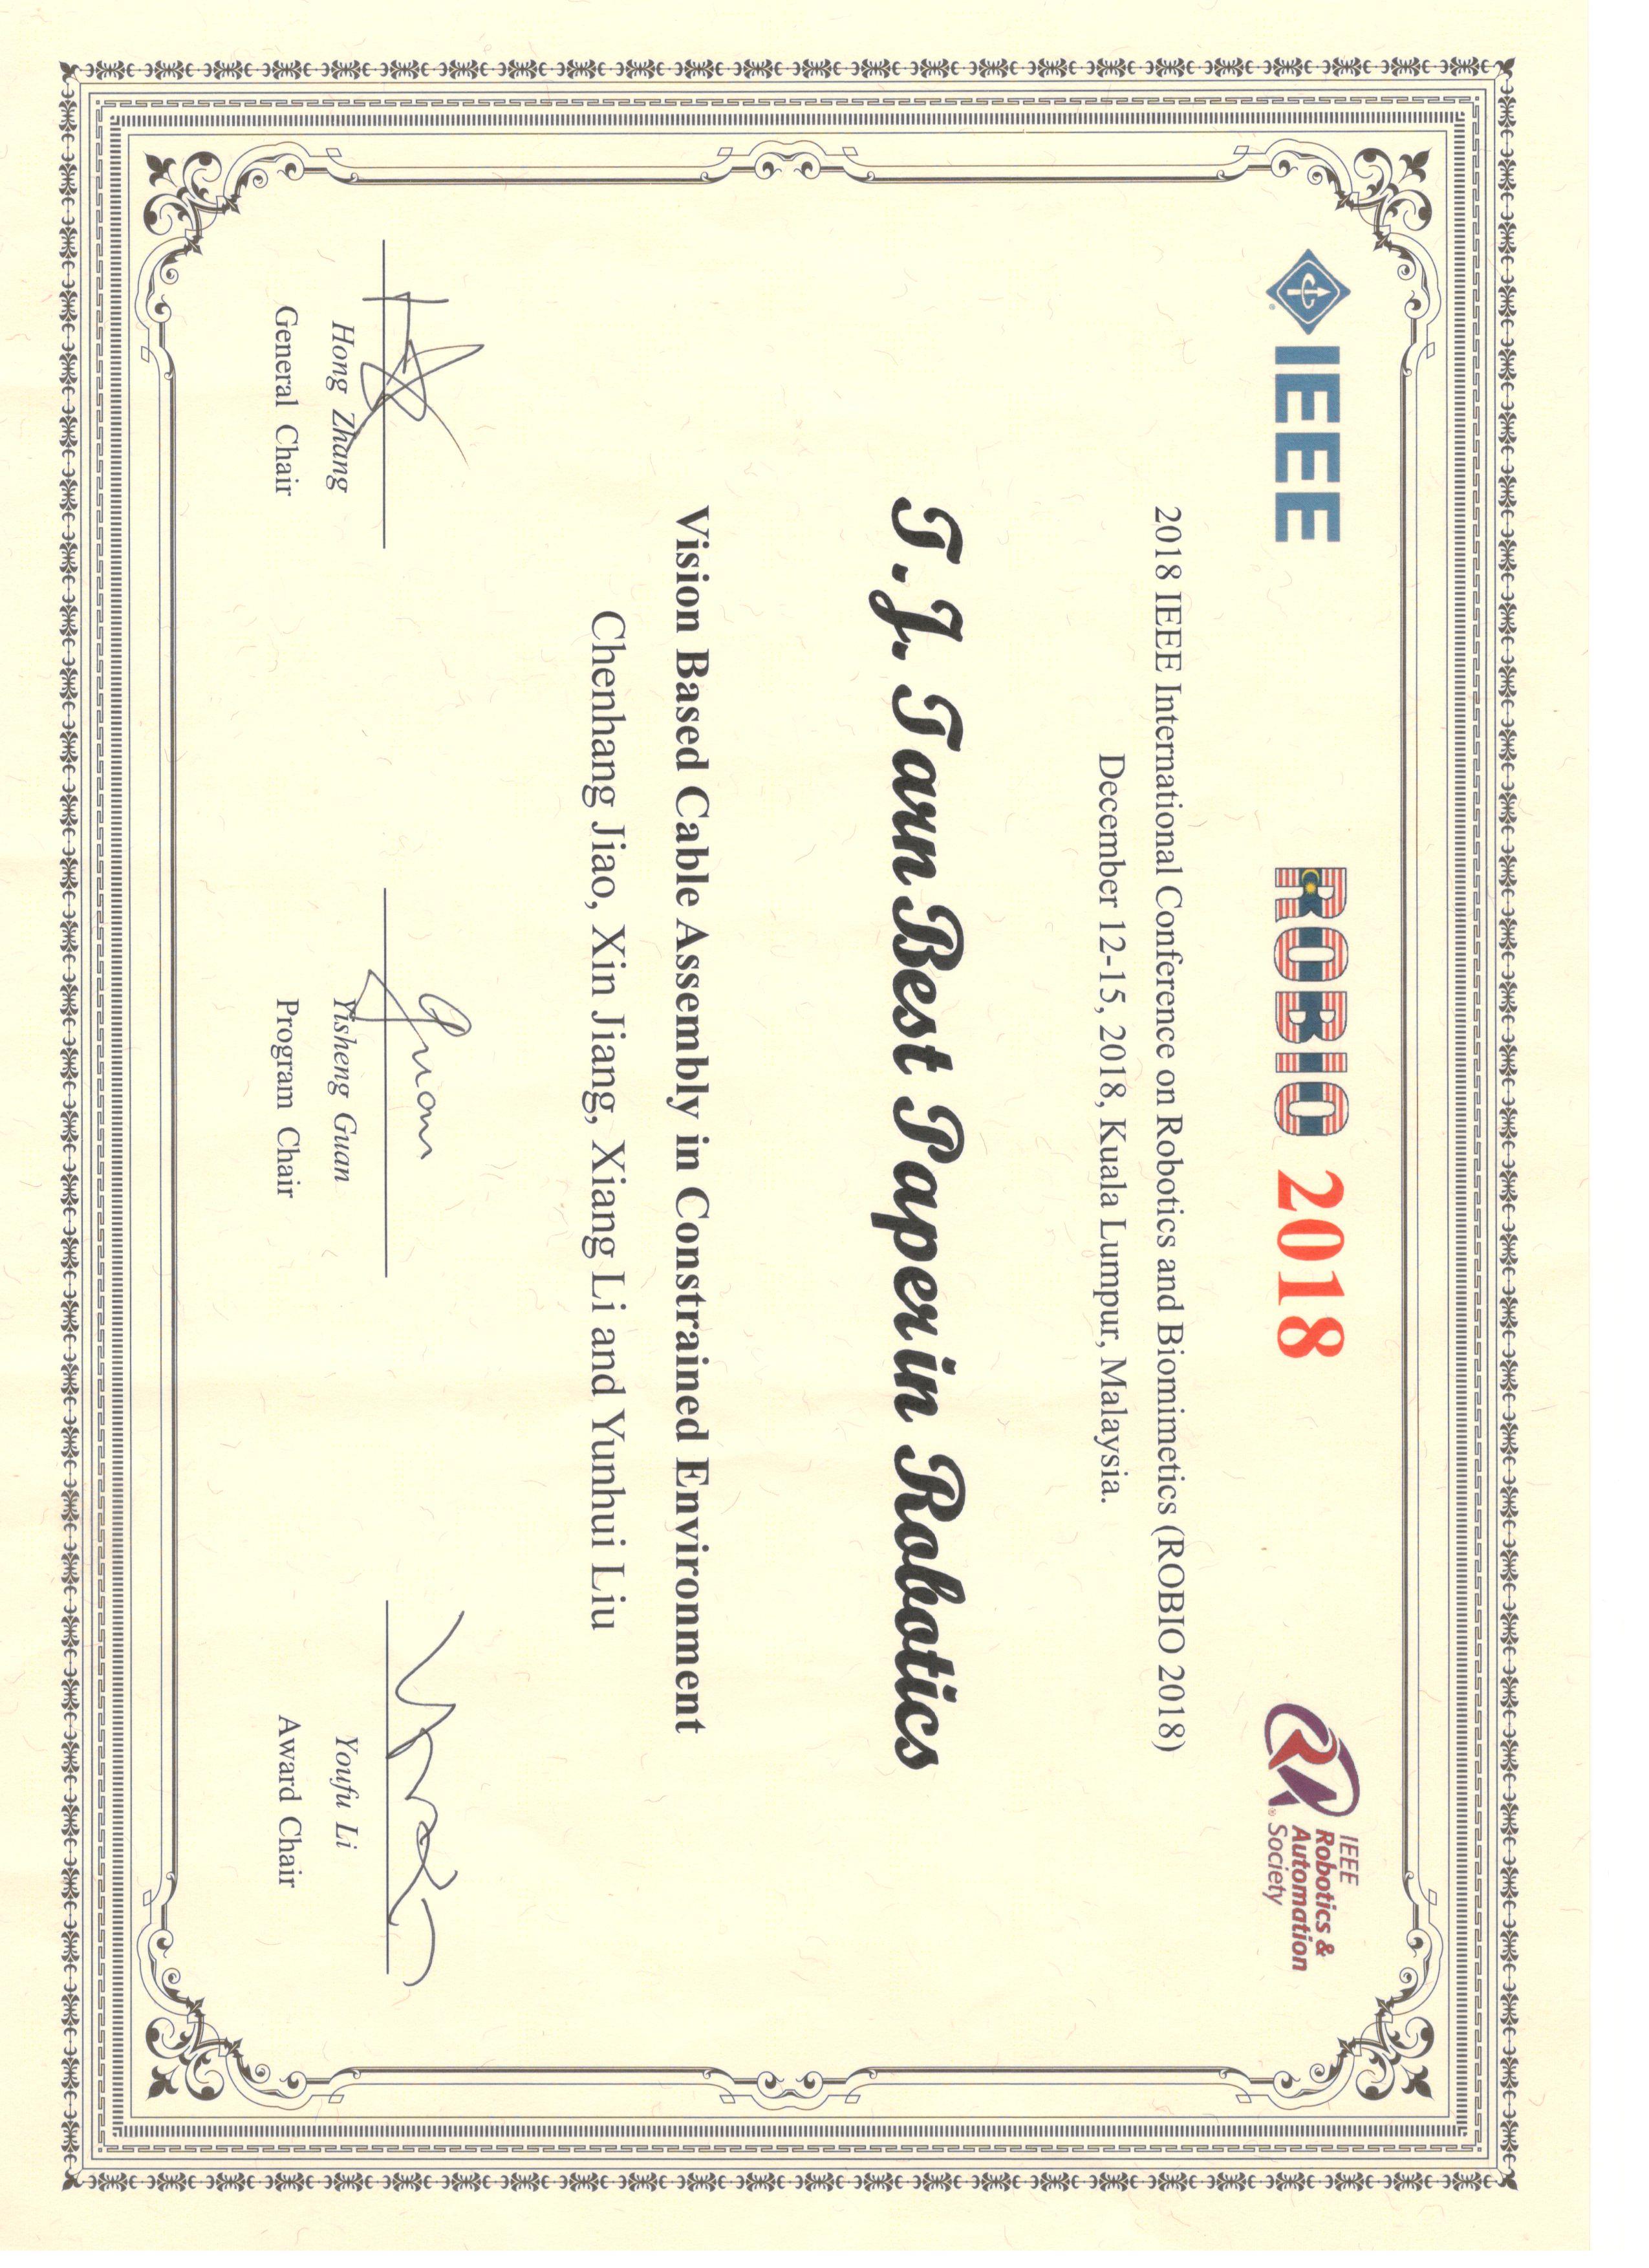 IEEE
ROBIO 2018
IEEE
Robotics &
Automation
Society
2018 IEEE International Conference on Robotics and Biomimetics (ROBIO 2018)
December 12-15, 2018, Kuala Lumpur, Malaysia.
T.J. Tarn Best Paper in Robotics
Vision Based Cable Assembly in Constrained Environment
Chenhang Jiao, Xin Jiang, Xiang Li and Yunhui Liu
Guan
Hong Zhang
General Chair
Yisheng Guan
Program Chair
Youfu Li
Award Chair